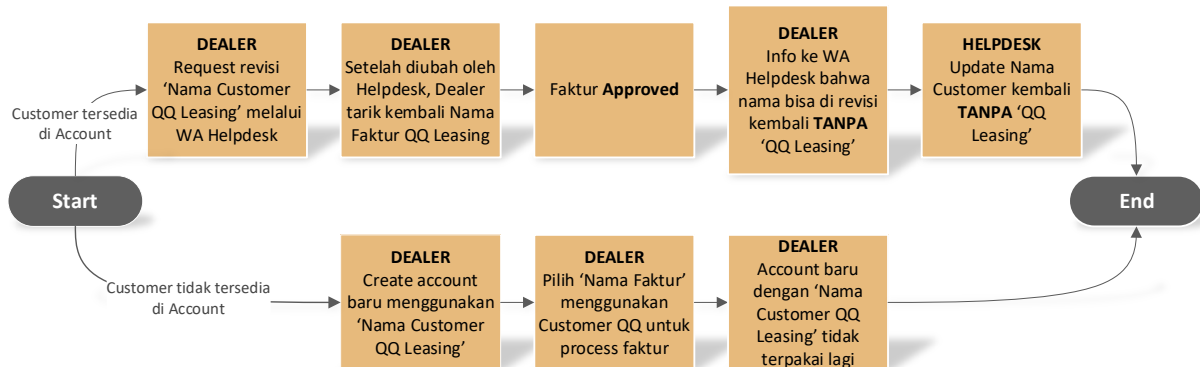 DEALER
Request revisi
‘Nama Customer
QQ Leasing’ melalui
WA Helpdesk
DEALER
Setelah diubah oleh
Helpdesk, Dealer
tarik kembali Nama
Faktur QQ Leasing
Faktur Approved
DEALER
Info ke WA
Helpdesk bahwa
nama bisa di revisi
kembali TANPA
‘QQ Leasing’
HELPDESK
Update Nama
Customer kembali
TANPA ‘QQ
Leasing’
Customer tersedia
di Account
Start
End
Customer tidak tersedia
di Account
DEALER
Create account
baru menggunakan
‘Nama Customer
QQ Leasing’
DEALER
Pilih ‘Nama Faktur’
menggunakan
Customer QQ untuk
process faktur
DEALER
Account baru
dengan ‘Nama
Customer QQ
Leasing’ tidak
terpakai lagi